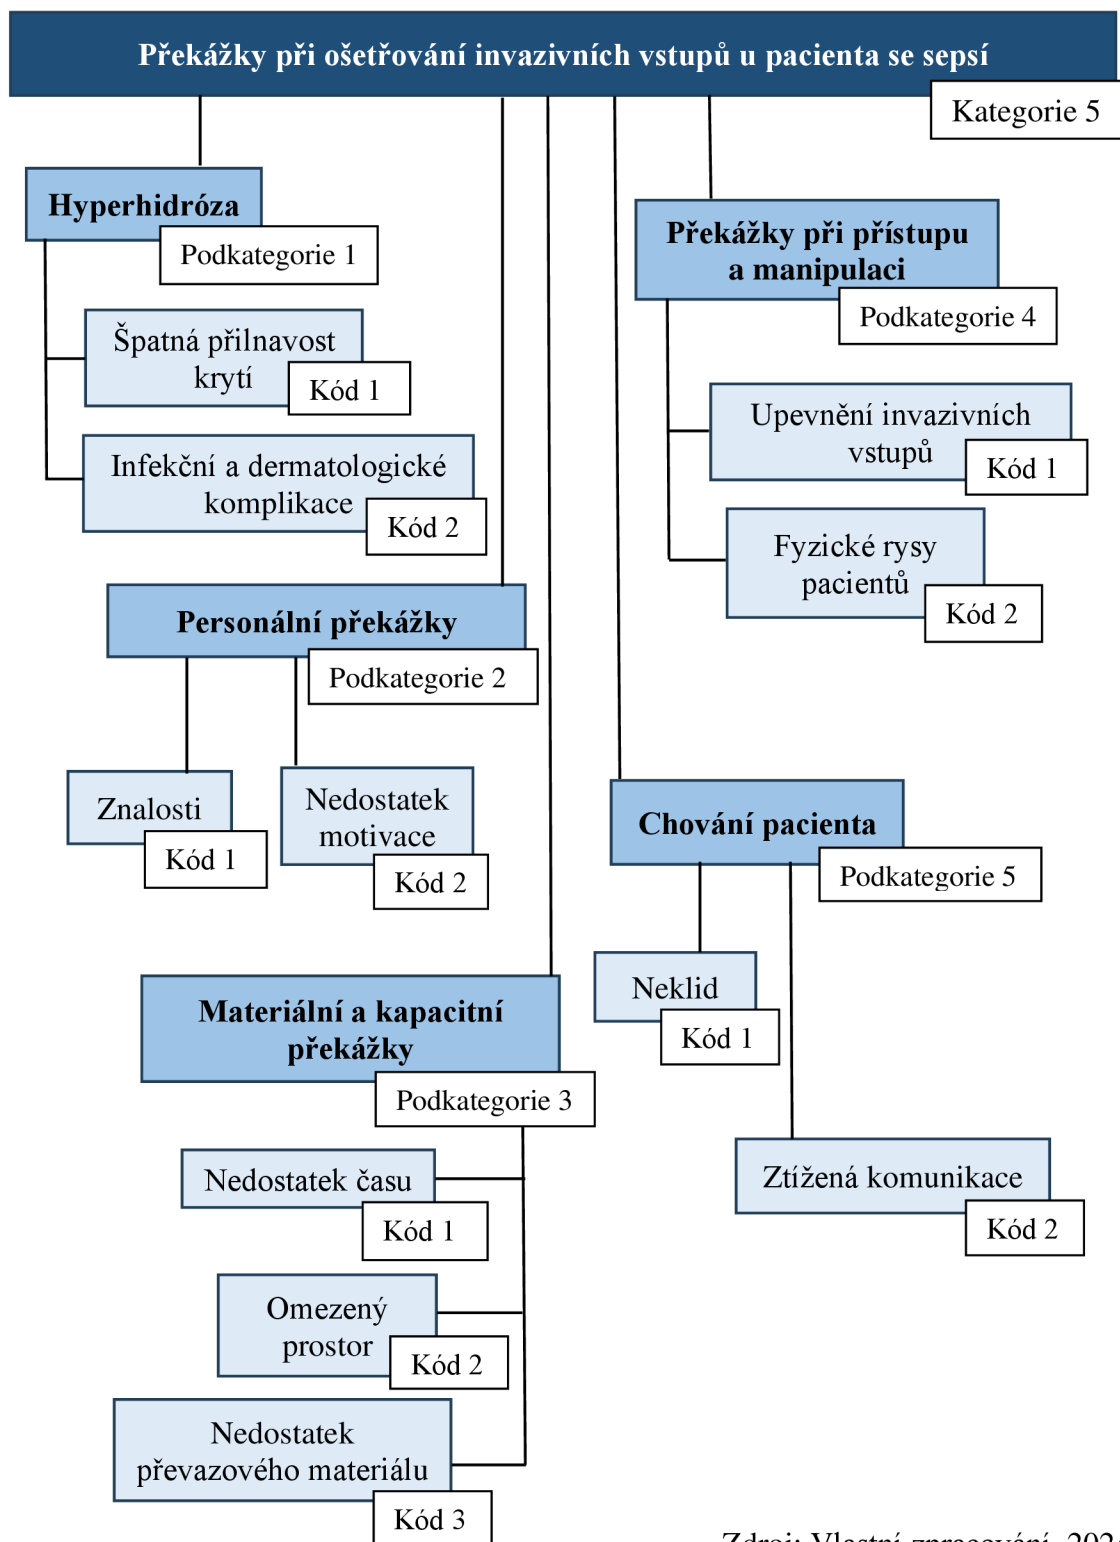 Překážky při ošetřování invazivních vstupů u pacienta se sepsí
Kategorie 5
Hyperhidróza
Podkategorie 1
Špatná přilnavost
krytí
Kód 1
Infekční a dermatologické
komplikace
Kód 2
Personální překážky
Podkategorie 2
Znalosti
Kód 1
Nedostatek
motivace
Kód 2
Materiální a kapacitní
překážky
Podkategorie 3
Nedostatek času
Kód 1
Omezený
prostor
Kód 2
Nedostatek
převazového materiálu
Kód 3
Překážky při přístupu
a manipulaci
Podkategorie 4
Upevnění invazivních
vstupů
Kód 1
Fyzické rysy
pacientů
Kód 2
Chování pacienta
Podkategorie 5
Neklid
Kód 1
Ztížená komunikace
Kód 2
Zdroj: Vlastní zpracování,